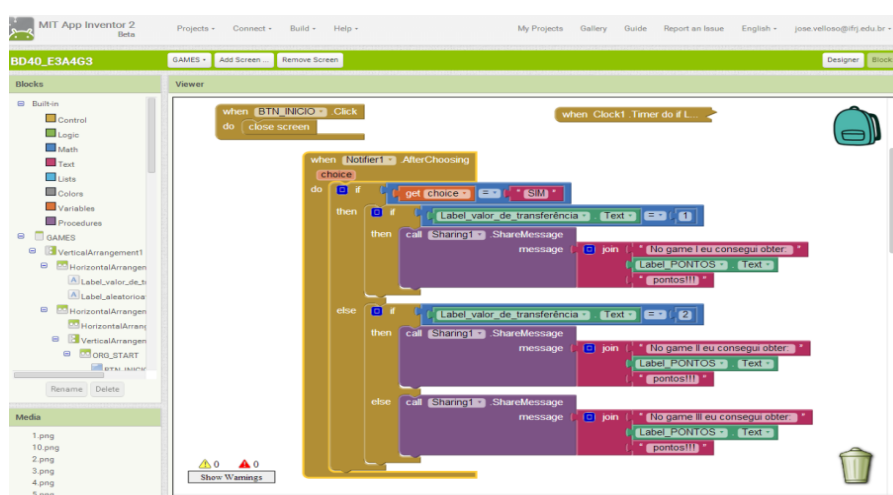 MIT App Inventor 2
Beta
Projects Connect Build Help My Projects Gallery Guide Report an Issue English jose.velloso@ifrj.edu.br
BD40_E3A4G3 GAMES Add Screen ... Remove Screen Designer Block
Blocks Viewer
Built-in
Control
Logic
Math
Text
Lists
Colors
Variables
Procedures
GAMES
VerticalArrangement1
HorizontalArrangen
Label_valor_de_tr
Label_aleatorioa
HorizontalArrangen
HorizontalArrang
VerticalArrangen
ORG_START
BTN_INICIO
Rename Delete
Media
1.png
10.png
2.png
3.png
4.png
5.png
when BTN_INICIO .Click
do close screen
when Clock1 .Timer do if L...
when Notifier1 .AfterChoosing
choice
do if get choice = " SIM "
then if Label_valor_de_transferência . Text = 1
then call Sharing1 .ShareMessage
message join " No game I eu consegui obter: "
Label_PONTOS . Text
" pontos!!! "
else if Label_valor_de_transferência . Text = 2
then call Sharing1 .ShareMessage
message join " No game II eu consegui obter: "
Label_PONTOS . Text
" pontos!!! "
else call Sharing1 .ShareMessage
message join " No game III eu consegui obter: "
Label_PONTOS . Text
" pontos!!! "
0 0
Show Warnings